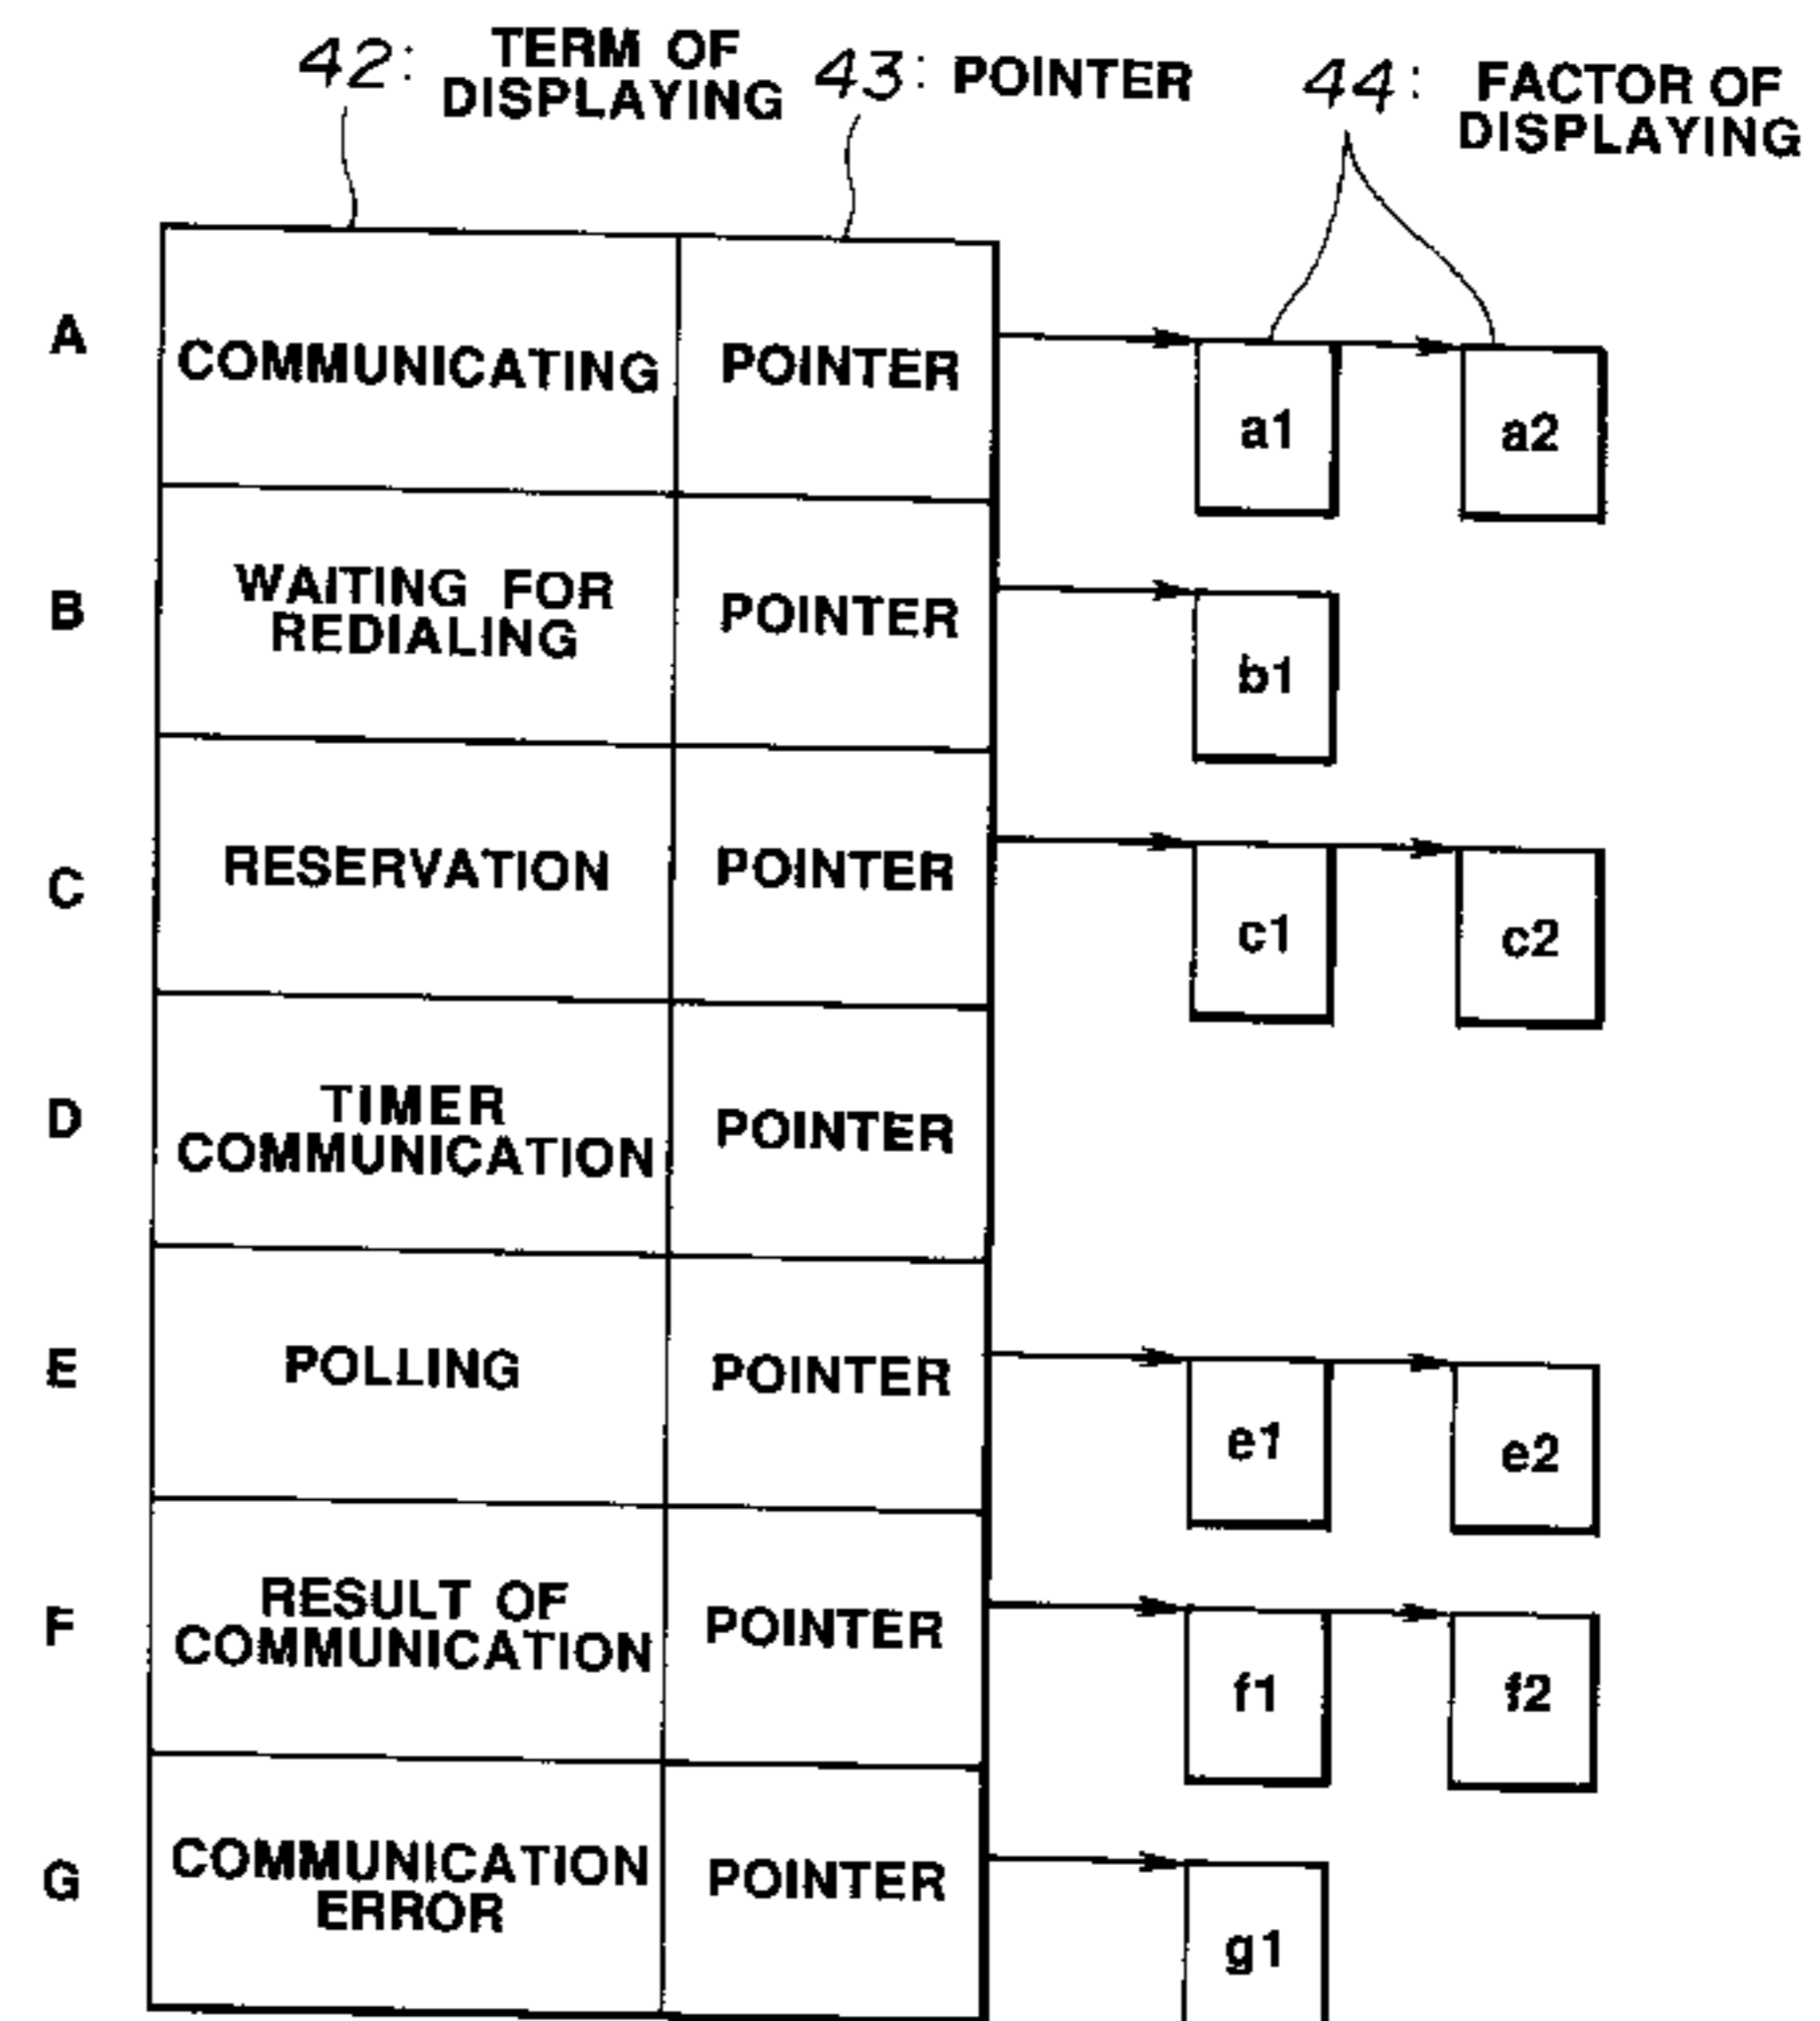 42: TERM OF
DISPLAYING
43: POINTER
44: FACTOR OF
DISPLAYING
A
COMMUNICATING
POINTER
a1
a2
B
WAITING FOR
REDIALING
POINTER
b1
C
RESERVATION
POINTER
c1
c2
D
TIMER
COMMUNICATION
POINTER
E
POLLING
POINTER
e1
e2
F
RESULT OF
COMMUNICATION
POINTER
f1
f2
G
COMMUNICATION
ERROR
POINTER
g1